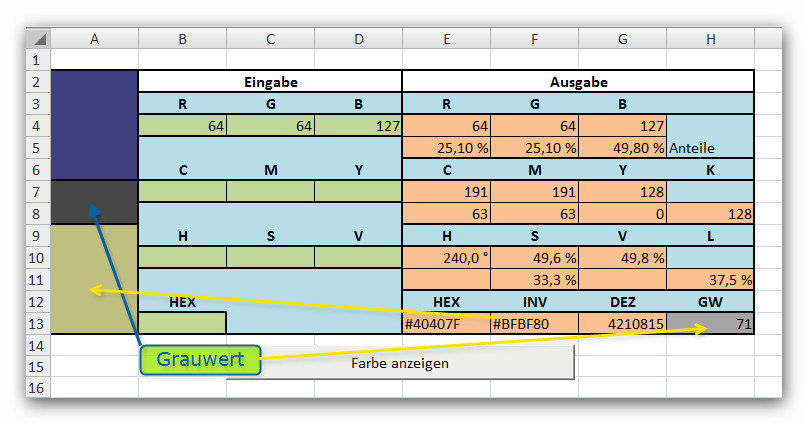 A B C D E F G H
1
2 Eingabe Ausgabe
3 R G B R G B
4 64 64 127 64 64 127
5 25,10 % 25,10 % 49,80 % Anteile
6 C M Y C M Y K
7 191 191 128
8 63 63 0 128
9 H S V H S V L
10 240,0 ° 49,6 % 49,8 %
11 33,3 % 37,5 %
12 HEX HEX INV DEZ GW
13 #40407F #BFBF80 4210815 71
14
Grauwert
15 Farbe anzeigen
16